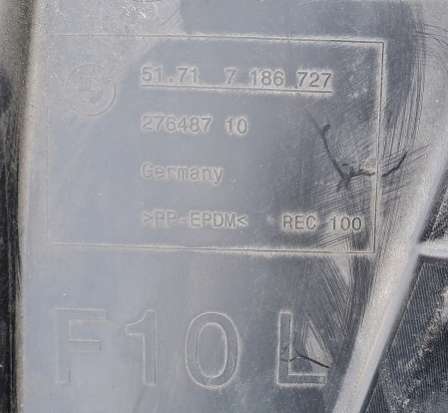 51.71 7 186 727
276487 10
Germany
>PP-EPDM< REC 100
F10 L